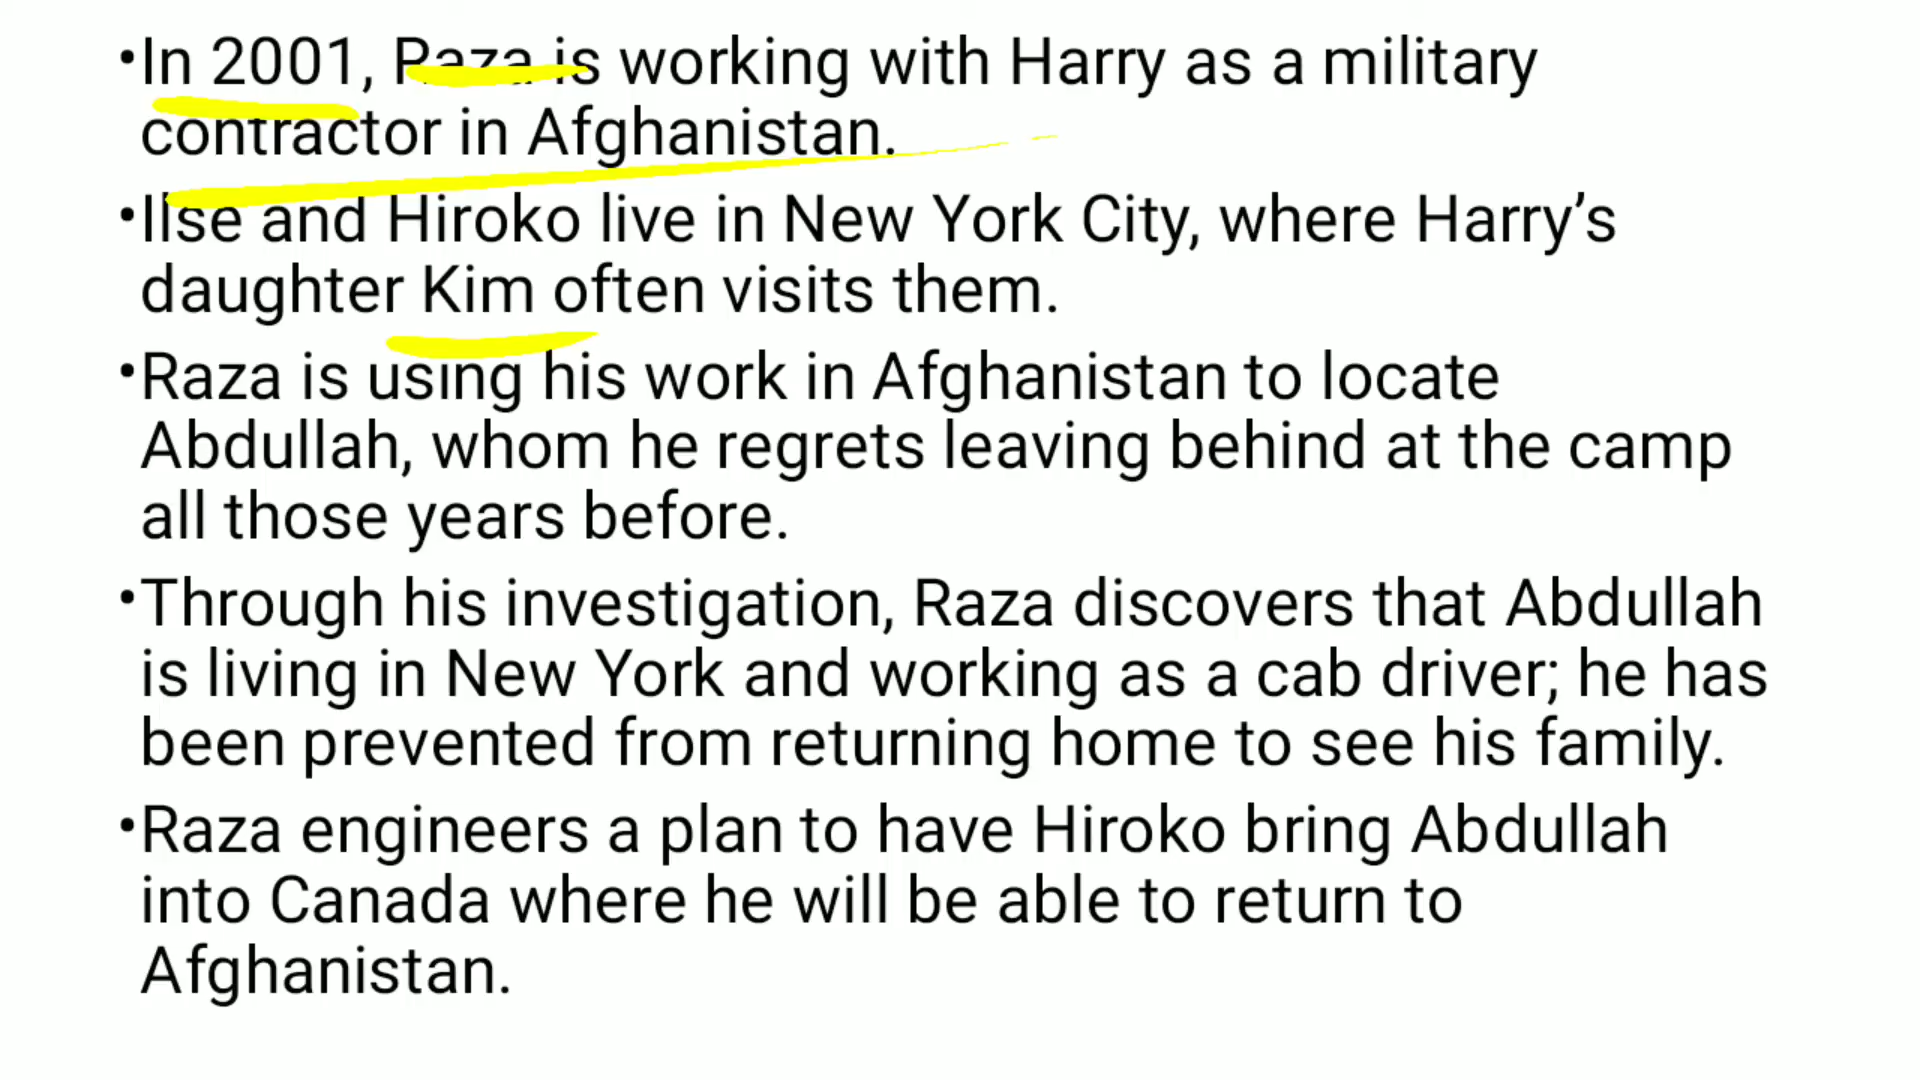 •In 2001, Raza is working with Harry as a military
contractor in Afghanistan.
•Ilse and Hiroko live in New York City, where Harry’s
daughter Kim often visits them.
•Raza is using his work in Afghanistan to locate
Abdullah, whom he regrets leaving behind at the camp
all those years before.
•Through his investigation, Raza discovers that Abdullah
is living in New York and working as a cab driver; he has
been prevented from returning home to see his family.
•Raza engineers a plan to have Hiroko bring Abdullah
into Canada where he will be able to return to
Afghanistan.